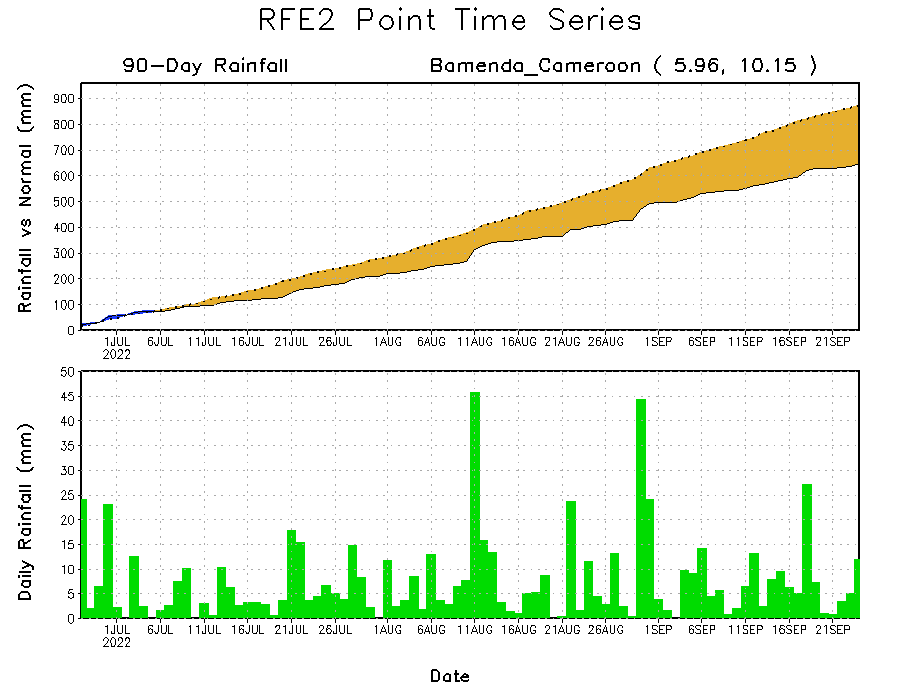 RFE2 Point Time Series
90-Day Rainfall
Bamenda_Cameroon ( 5.96, 10.15 )
Rainfall vs Normal (mm)
900
800
700
600
500
400
300
200
100
0
1JUL 6JUL 11JUL 16JUL 21JUL 26JUL 1AUG 6AUG 11AUG 16AUG 21AUG 26AUG 1SEP 6SEP 11SEP 16SEP 21SEP
2022
Daily Rainfall (mm)
50
45
40
35
30
25
20
15
10
5
0
1JUL 6JUL 11JUL 16JUL 21JUL 26JUL 1AUG 6AUG 11AUG 16AUG 21AUG 26AUG 1SEP 6SEP 11SEP 16SEP 21SEP
2022
Date